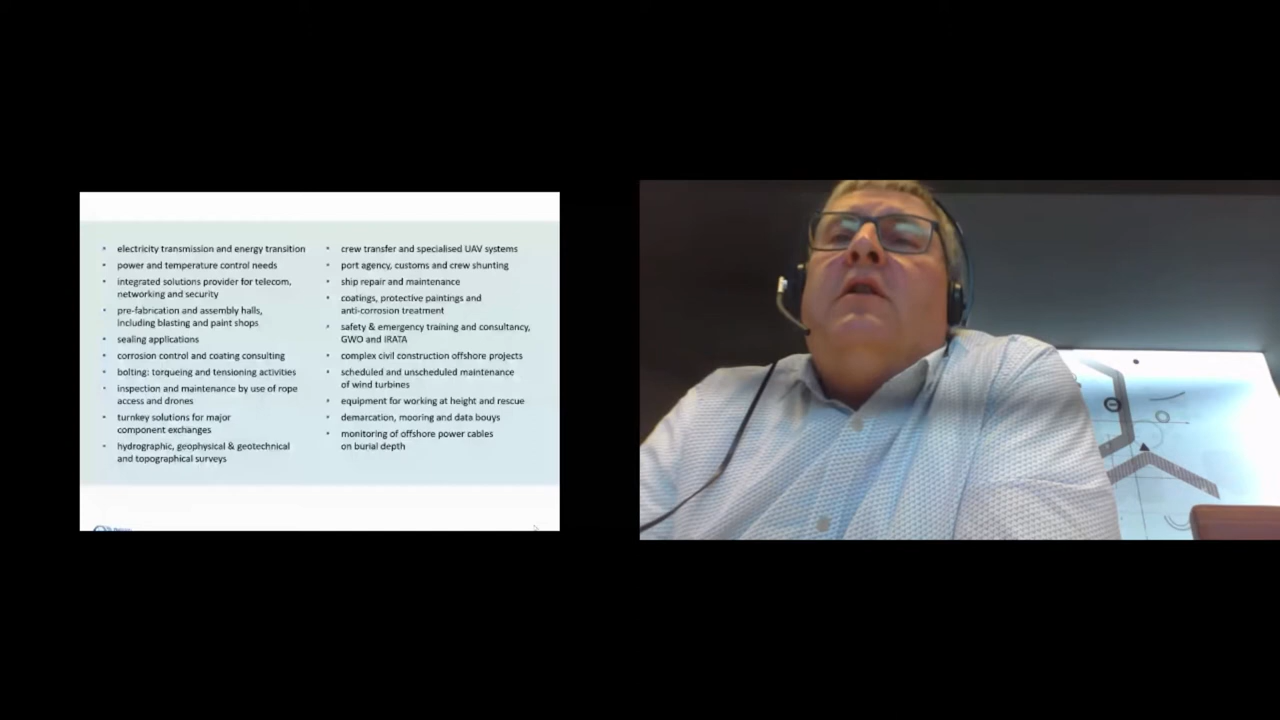 electricity transmission and energy transition
power and temperature control needs
integrated solutions provider for telecom,
networking and security
pre-fabrication and assembly halls,
including blasting and paint shops
sealing applications
corrosion control and coating consulting
bolting: torqueing and tensioning activities
inspection and maintenance by use of rope
access and drones
turnkey solutions for major
component exchanges
hydrographic, geophysical & geotechnical
and topographical surveys
crew transfer and specialised UAV systems
port agency, customs and crew shunting
ship repair and maintenance
coatings, protective paintings and
anti-corrosion treatment
safety & emergency training and consultancy,
GWO and IRATA
complex civil construction offshore projects
scheduled and unscheduled maintenance
of wind turbines
equipment for working at height and rescue
demarcation, mooring and data bouys
monitoring of offshore power cables
on burial depth